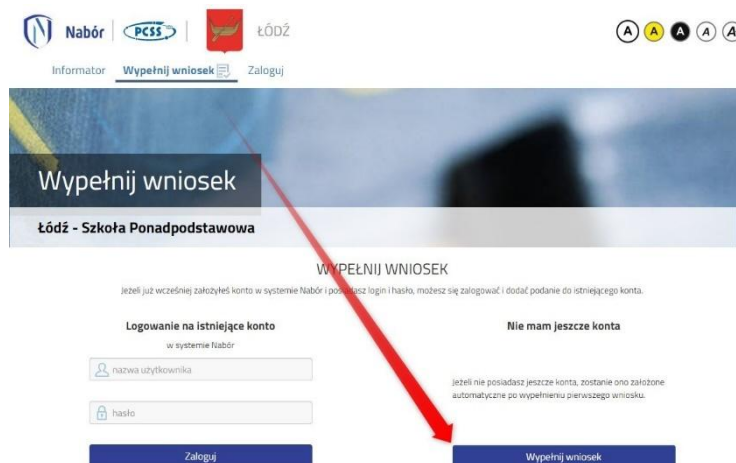 Nabór
PCSS
ŁÓDŹ
A A A A A
Informator Wypełnij wniosek Zaloguj
Wypełnij wniosek
Łódź - Szkoła Ponadpodstawowa
WYPEŁNIJ WNIOSEK
Jeżeli już wcześniej założyłeś konto w systemie Nabór i posiadasz login i hasło, możesz się zalogować i dodać podanie do istniejącego konta.
Logowanie na istniejące konto
w systemie Nabór
nazwa użytkownika
hasło
Zaloguj
Nie mam jeszcze konta
Jeżeli nie posiadasz jeszcze konta, zostanie ono założone
automatyczne po wypełnieniu pierwszego wniosku.
Wypełnij wniosek